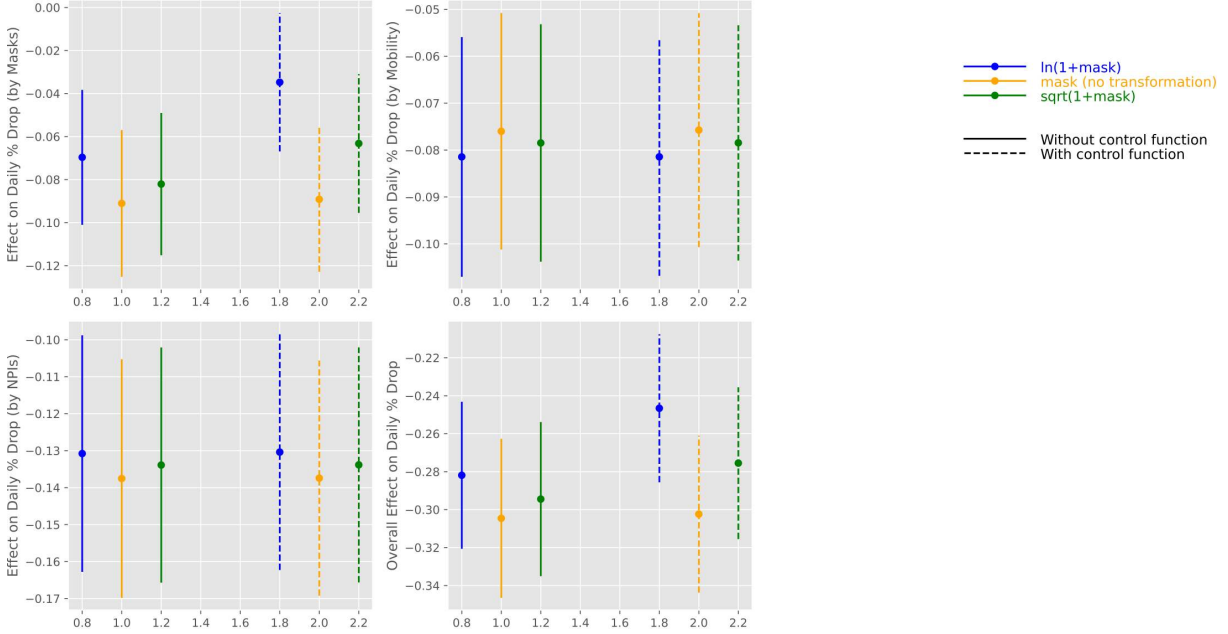 Effect on Daily % Drop (by Masks)
0.00
−0.02
−0.04
−0.06
−0.08
−0.10
−0.12
0.8 1.0 1.2 1.4 1.6 1.8 2.0 2.2
Effect on Daily % Drop (by Mobility)
−0.05
−0.06
−0.07
−0.08
−0.09
−0.10
0.8 1.0 1.2 1.4 1.6 1.8 2.0 2.2
ln(1+mask)
mask (no transformation)
sqrt(1+mask)
Without control function
With control function
Effect on Daily % Drop (by NPIs)
−0.10
−0.11
−0.12
−0.13
−0.14
−0.15
−0.16
−0.17
0.8 1.0 1.2 1.4 1.6 1.8 2.0 2.2
Overall Effect on Daily % Drop
−0.22
−0.24
−0.26
−0.28
−0.30
−0.32
−0.34
0.8 1.0 1.2 1.4 1.6 1.8 2.0 2.2